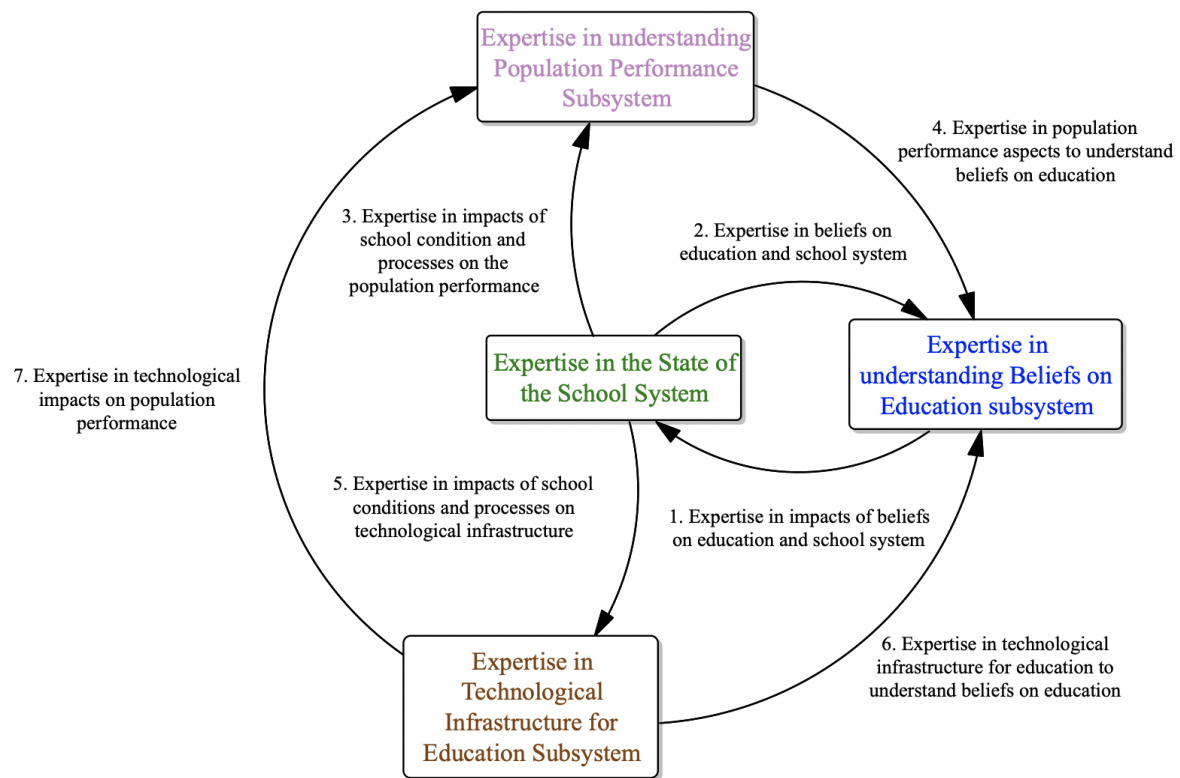 Expertise in understanding
Population Performance
Subsystem
4. Expertise in population
performance aspects to understand
beliefs on education
3. Expertise in impacts of
school condition and
processes on the
population performance
2. Expertise in beliefs on
education and school system
Expertise in the State of
the School System
Expertise in
understanding Beliefs on
Education subsystem
7. Expertise in technological
impacts on population
performance
5. Expertise in impacts of school
conditions and processes on
technological infrastructure
1. Expertise in impacts of beliefs
on education and school system
6. Expertise in technological
infrastructure for education to
understand beliefs on education
Expertise in
Technological
Infrastructure for
Education Subsystem